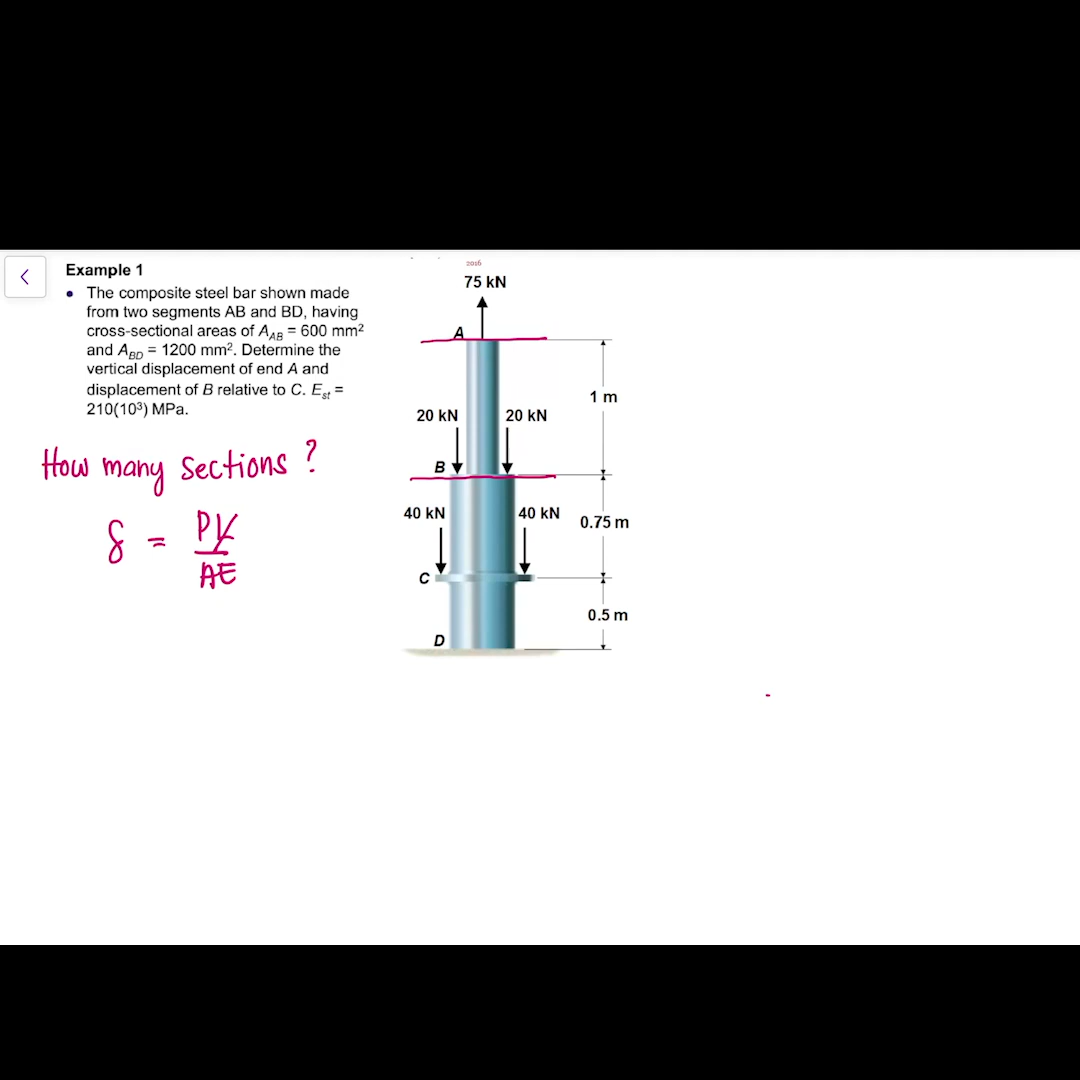 Example 1
• The composite steel bar shown made
from two segments AB and BD, having
cross-sectional areas of A_AB = 600 mm²
and A_BD = 1200 mm². Determine the
vertical displacement of end A and
displacement of B relative to C. E_st =
210(10³) MPa.
How many sections ?
δ = PL
AE
2016
75 kN
A
1 m
20 kN 20 kN
B
40 kN 40 kN
0.75 m
C
0.5 m
D